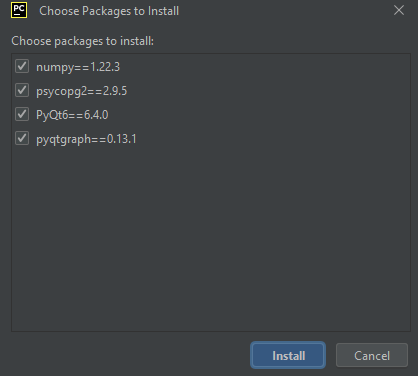 PC
Choose Packages to Install
Choose packages to install:
numpy==1.22.3
psycopg2==2.9.5
PyQt6==6.4.0
pyqtgraph==0.13.1
Install
Cancel